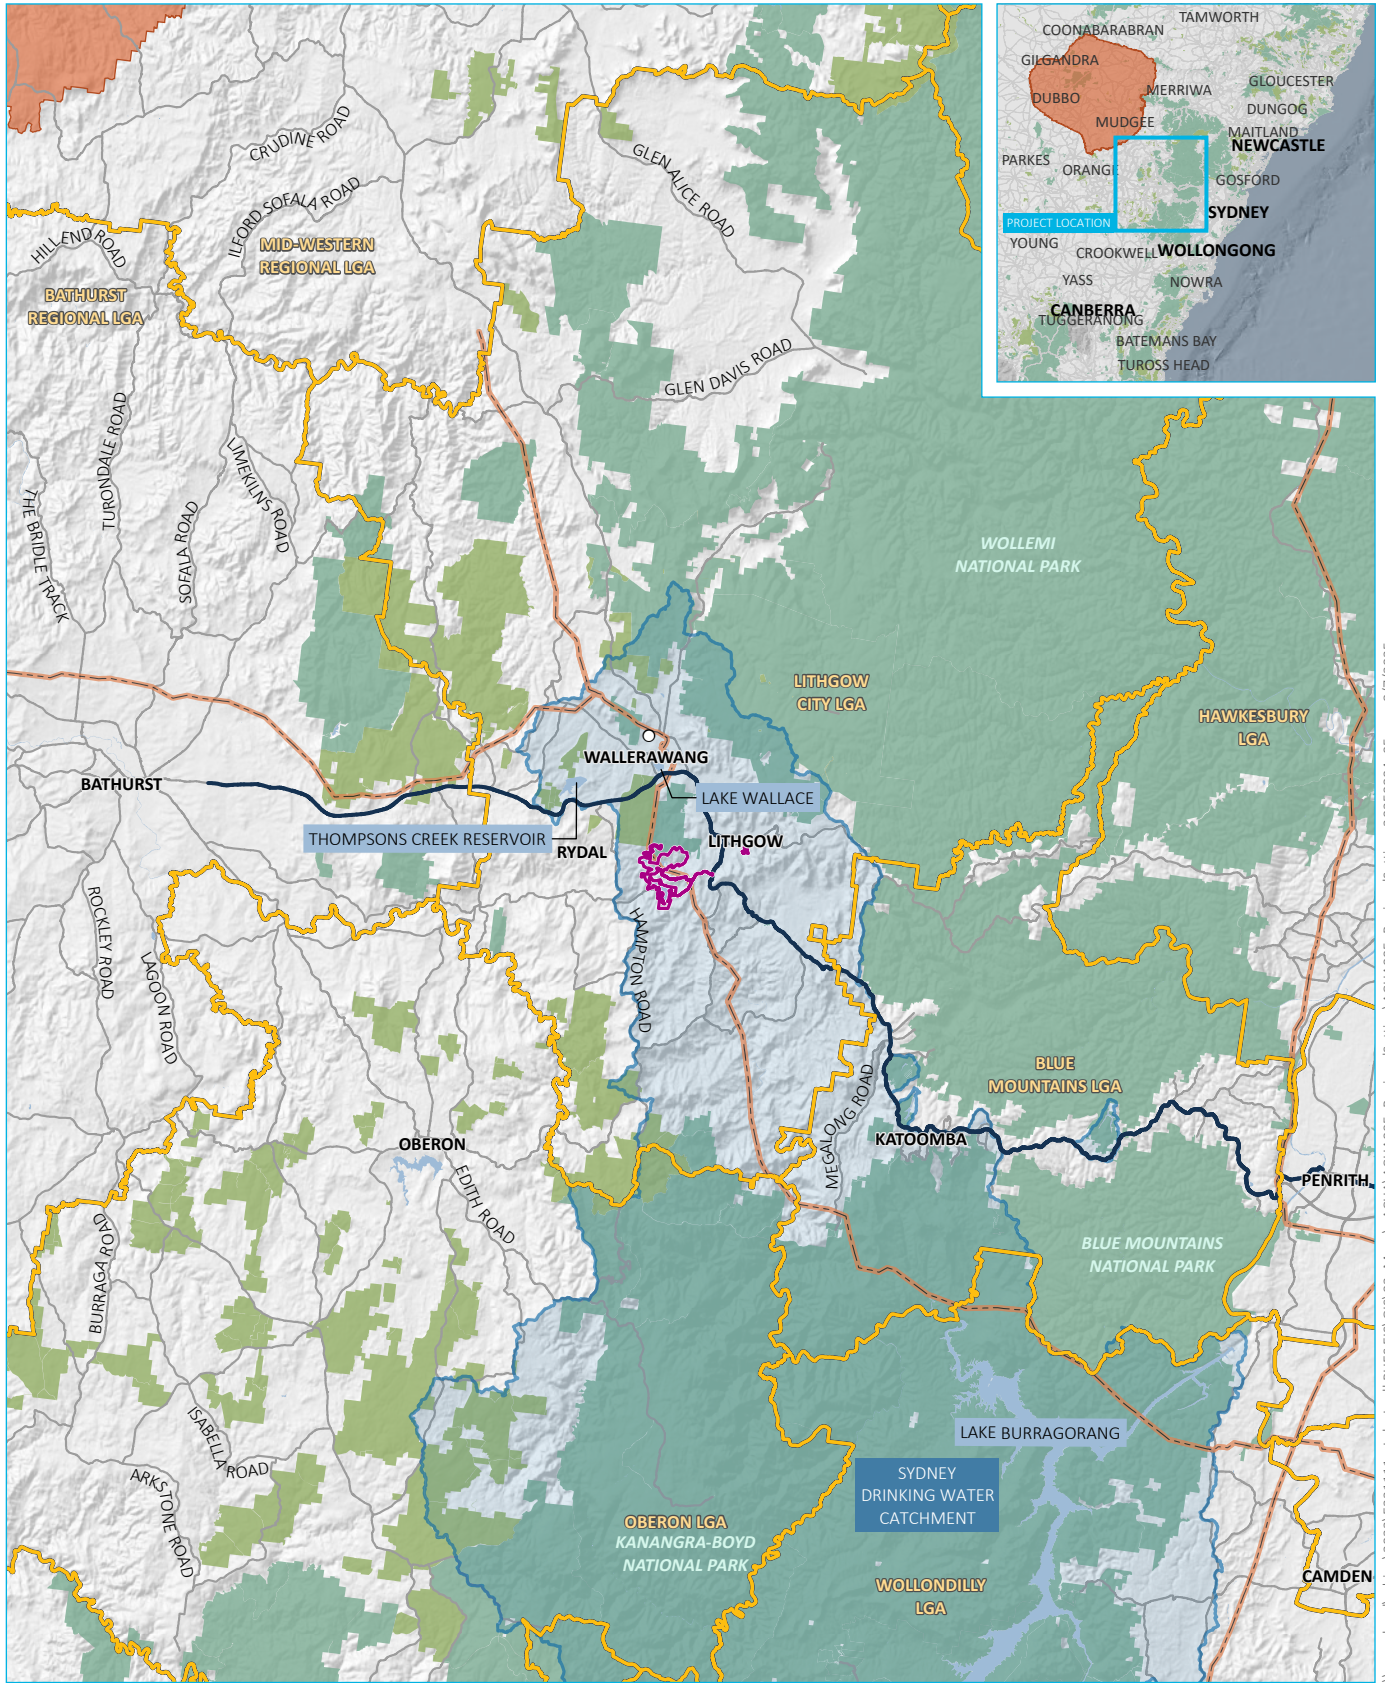 TAMWORTH
COONABARABRAN
GILGANDRA
GLOUCESTER
MERRIWA
DUBBO
DUNGOG
MUDGEE
MAITLAND
NEWCASTLE
PARKES
ORANGE
GOSFORD
SYDNEY
PROJECT LOCATION
YOUNG
CROOKWELL
WOLLONGONG
YASS
NOWRA
CANBERRA
TUGGERANONG
BATEMANS BAY
TUROSS HEAD
CRUDINE ROAD
GLEN ALICE ROAD
ILFORD SOFALA ROAD
HILL END ROAD
MID-WESTERN
REGIONAL LGA
BATHURST
REGIONAL LGA
GLEN DAVIS ROAD
TURONDALE ROAD
LIMEKILNS ROAD
THE BRIDLE TRACK
SOFALA ROAD
WOLLEMI
NATIONAL PARK
LITHGOW
CITY LGA
HAWKESBURY
LGA
WALLERAWANG
BATHURST
LAKE WALLACE
THOMPSONS CREEK RESERVOIR
RYDAL
LITHGOW
ROCKLEY ROAD
LAGOON ROAD
HAMPTON ROAD
BLUE
MOUNTAINS LGA
MEGALONG ROAD
KATOOMBA
OBERON
EDITH ROAD
PENRITH
BURRAGA ROAD
BLUE MOUNTAINS
NATIONAL PARK
ISABELLA ROAD
LAKE BURRAGORANG
ARKSTONE ROAD
SYDNEY
DRINKING WATER
CATCHMENT
OBERON LGA
KANANGRA-BOYD
NATIONAL PARK
WOLLONDILLY
LGA
CAMDEN